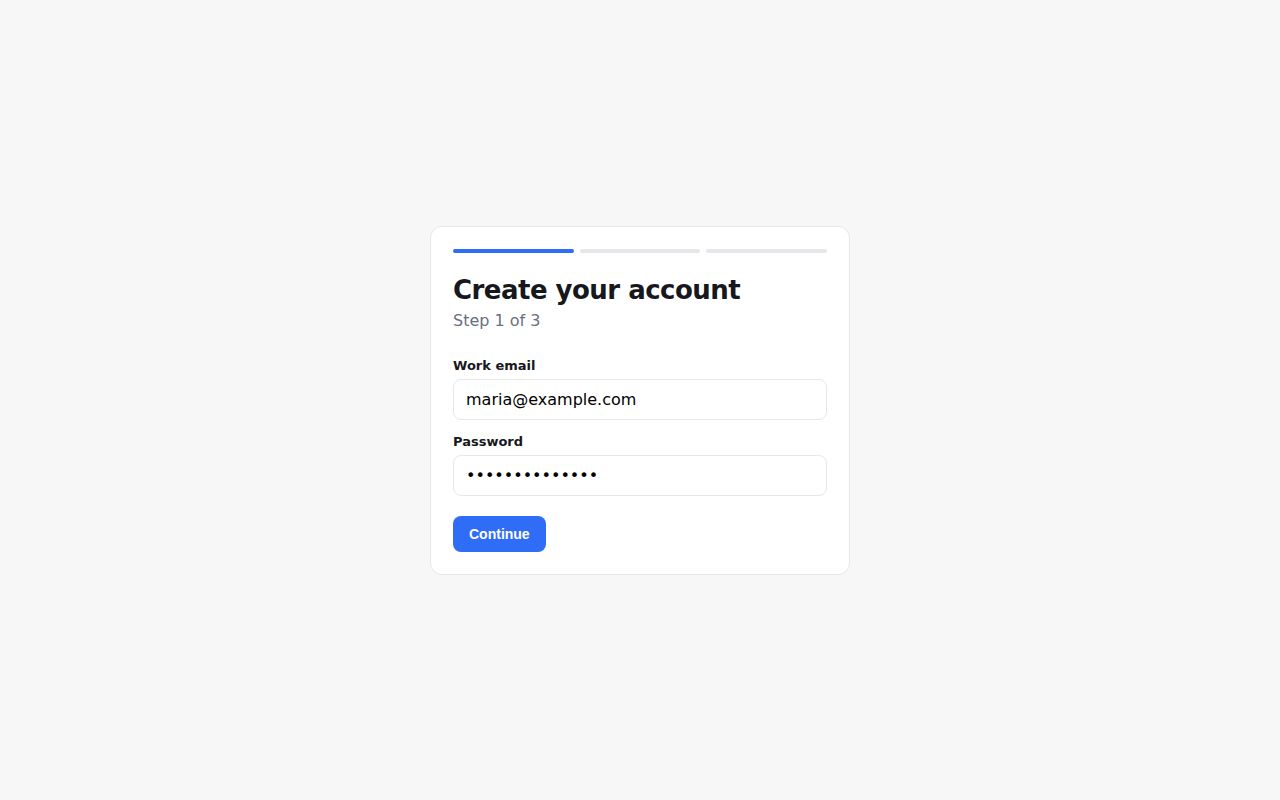 Create your account
Step 1 of 3
Work email
maria@example.com
Password
••••••••••••••
Continue